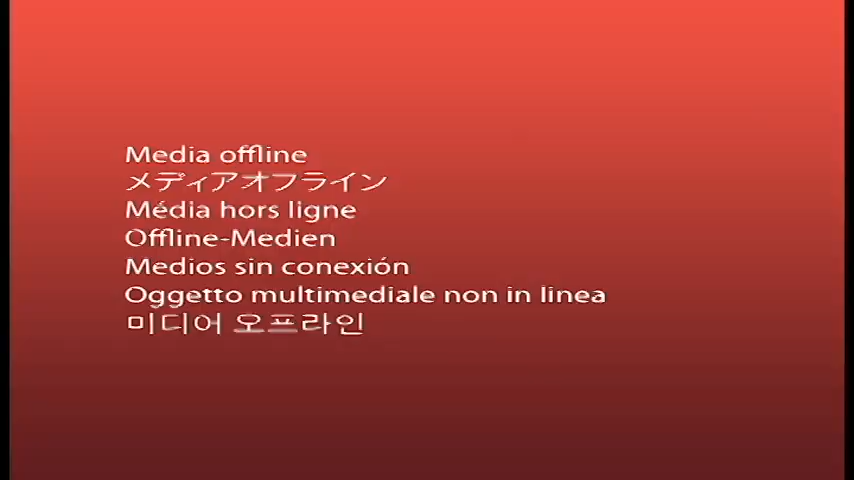 Media offline
メディアオフライン
Média hors ligne
Offline-Medien
Medios sin conexión
Oggetto multimediale non in linea
미디어 오프라인